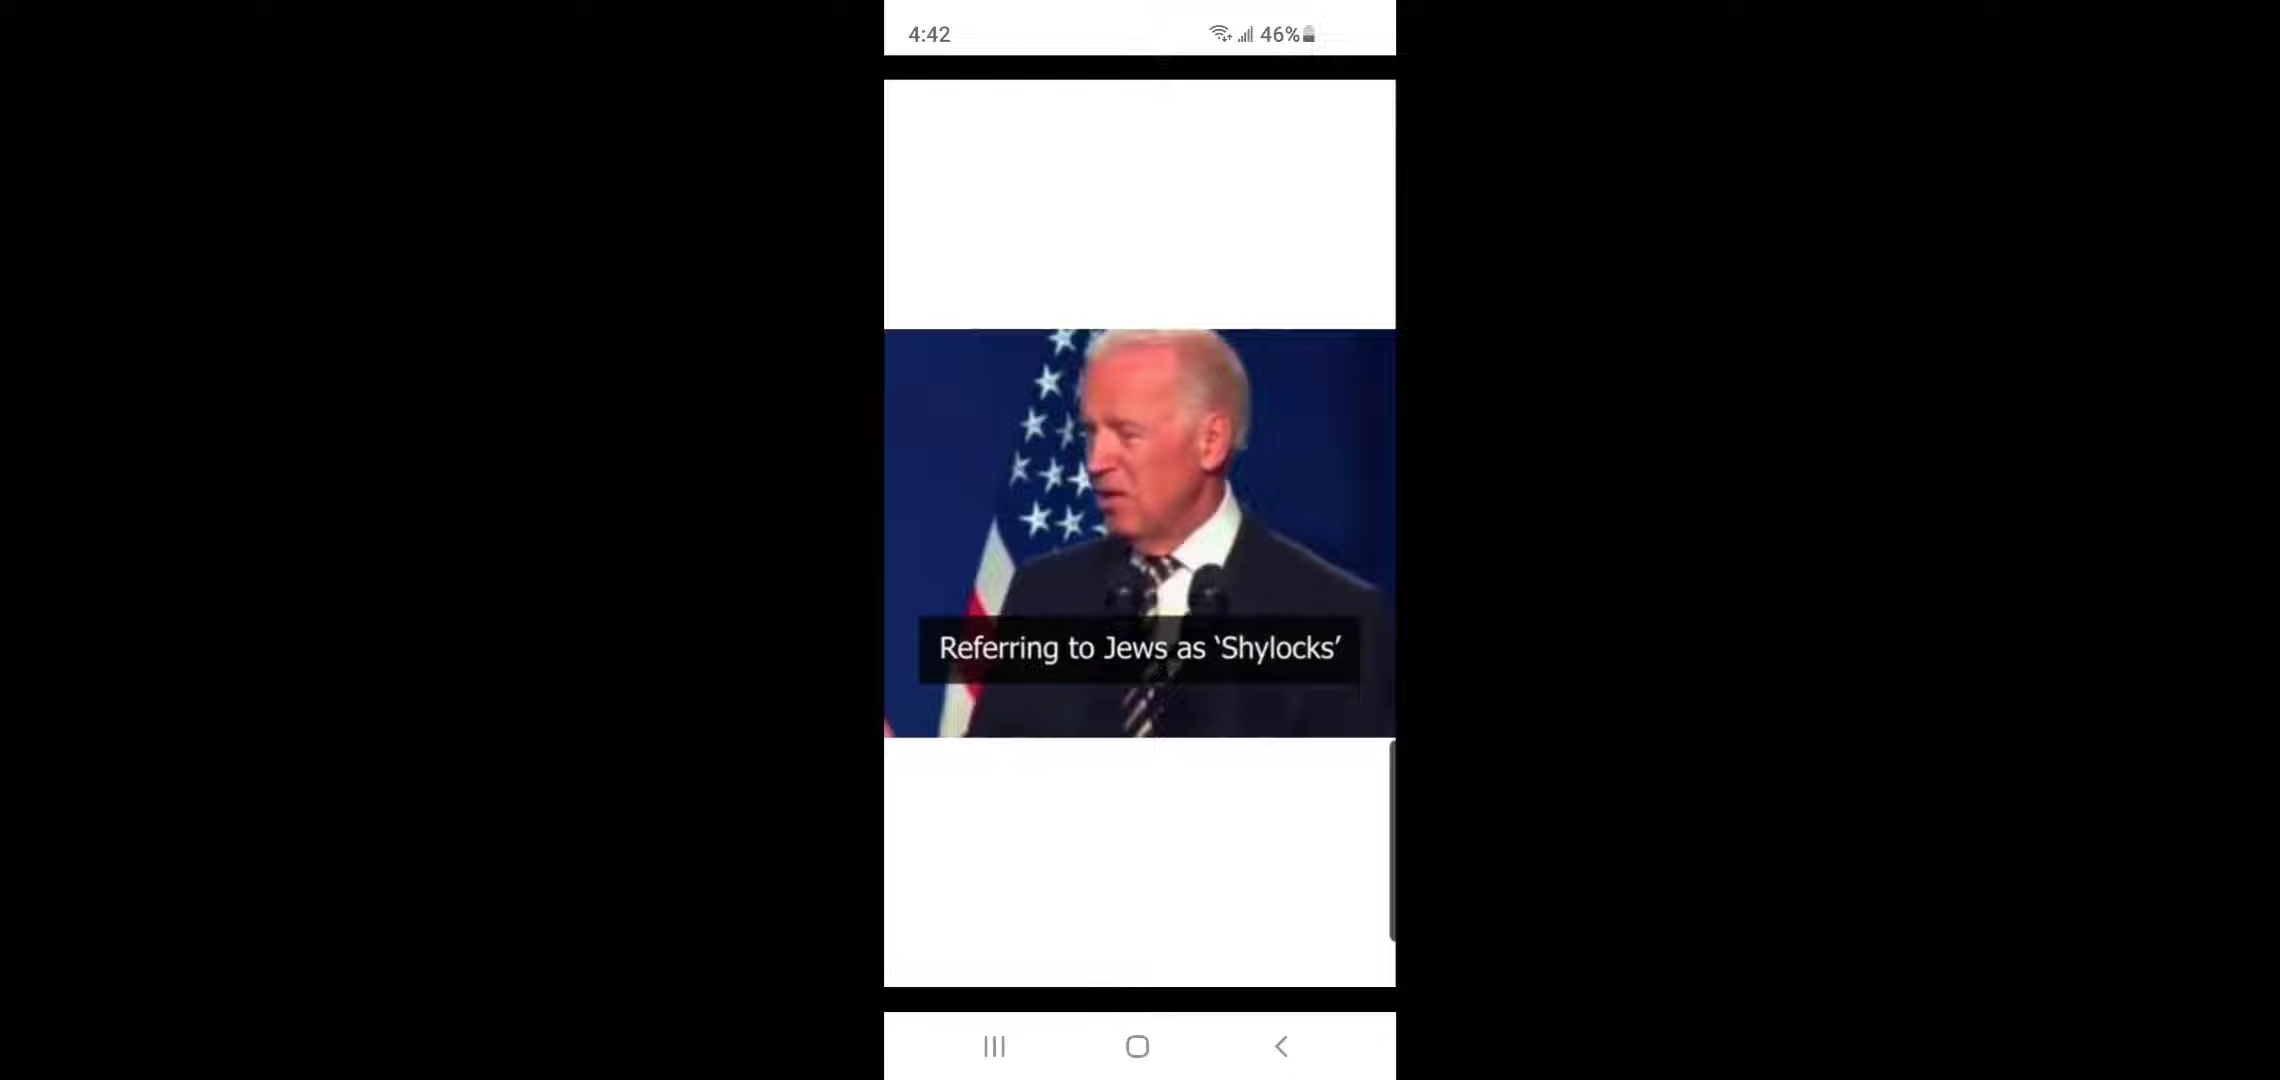 4:42 46%
Referring to Jews as ‘Shylocks’